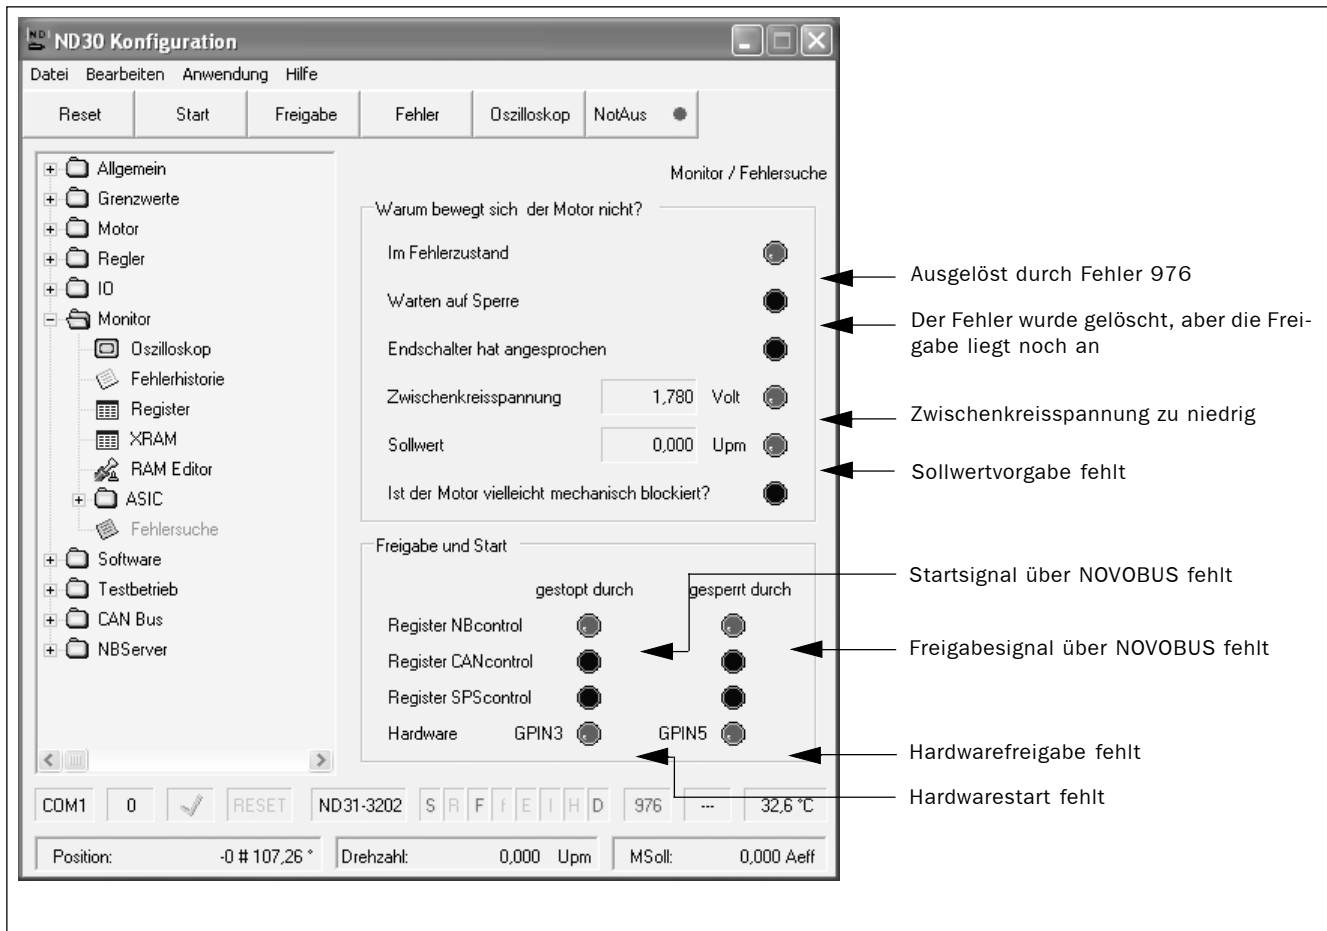 ND30 Konfiguration
Datei Bearbeiten Anwendung Hilfe
Reset Start Freigabe Fehler Oszilloskop NotAus
Allgemein
Grenzwerte
Motor
Regler
IO
Monitor
Oszilloskop
Fehlerhistorie
Register
XRAM
RAM Editor
ASIC
Fehlersuche
Software
Testbetrieb
CAN Bus
NBServer
Monitor / Fehlersuche
Warum bewegt sich der Motor nicht?
Im Fehlerzustand
Warten auf Sperre
Endschalter hat angesprochen
Zwischenkreisspannung 1,780 Volt
Sollwert 0,000 Upm
Ist der Motor vielleicht mechanisch blockiert?
Freigabe und Start
gestopt durch gesperrt durch
Register NBcontrol
Register CANcontrol
Register SPScontrol
Hardware GPIN3 GPIN5
Ausgelöst durch Fehler 976
Der Fehler wurde gelöscht, aber die Frei-
gabe liegt noch an
Zwischenkreisspannung zu niedrig
Sollwertvorgabe fehlt
Startsignal über NOVOBUS fehlt
Freigabesignal über NOVOBUS fehlt
Hardwarefreigabe fehlt
Hardwarestart fehlt
COM1 0 RESET ND31-3202 S R F f E I H D 976 --- 32,6 °C
Position: -0 # 107,26 ° Drehzahl: 0,000 Upm MSoll: 0,000 Aeff